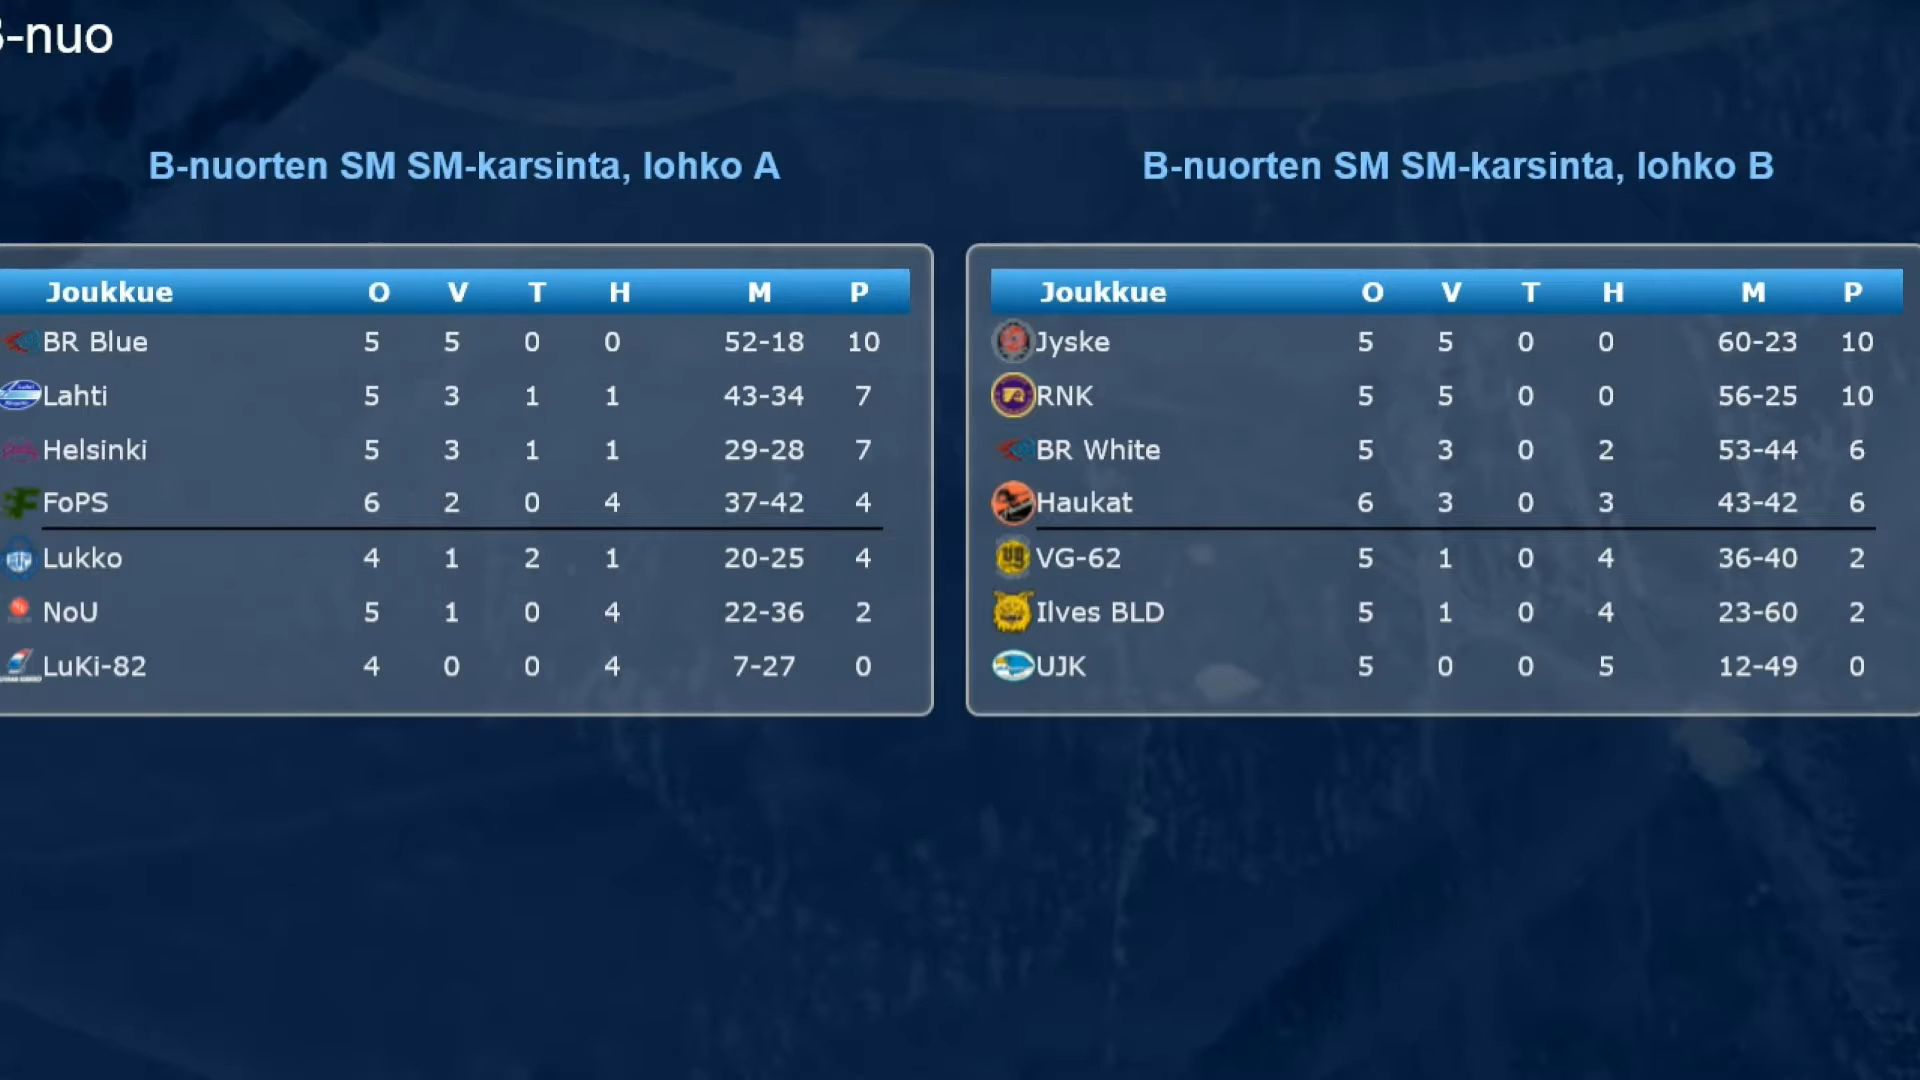 B-nuo
B-nuorten SM SM-karsinta, lohko A
Joukkue O V T H M P
BR Blue 5 5 0 0 52-18 10
Lahti 5 3 1 1 43-34 7
Helsinki 5 3 1 1 29-28 7
FoPS 6 2 0 4 37-42 4
Lukko 4 1 2 1 20-25 4
NoU 5 1 0 4 22-36 2
LuKi-82 4 0 0 4 7-27 0
B-nuorten SM SM-karsinta, lohko B
Joukkue O V T H M P
Jyske 5 5 0 0 60-23 10
RNK 5 5 0 0 56-25 10
BR White 5 3 0 2 53-44 6
Haukat 6 3 0 3 43-42 6
VG-62 5 1 0 4 36-40 2
Ilves BLD 5 1 0 4 23-60 2
UJK 5 0 0 5 12-49 0